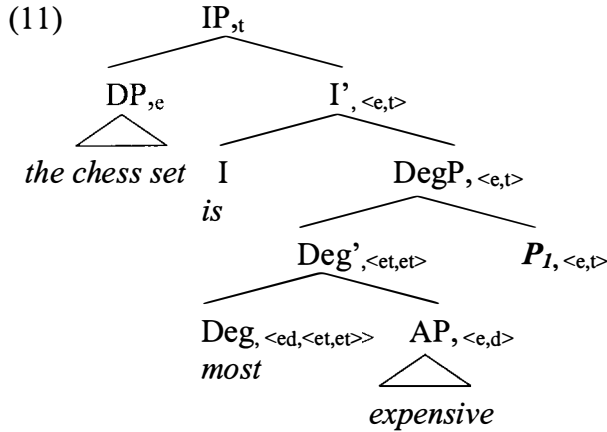 (11) IP,t
DP,e I’, <e,t>
the chess set I DegP, <e,t>
is
Deg’,<et,et> P1, <e,t>
Deg, <ed,<et,et>> AP, <e,d>
most
expensive